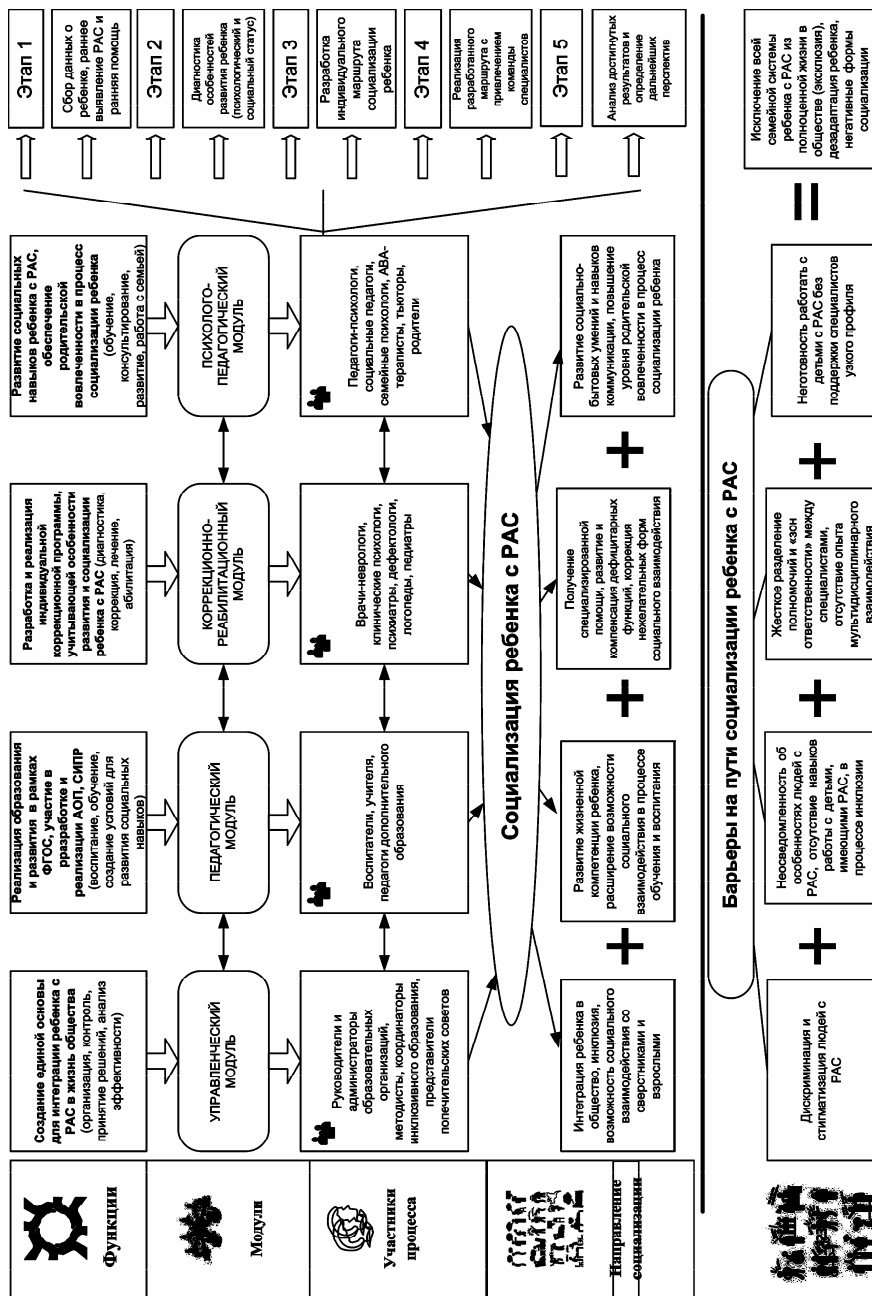 Функции
Создание единой основы
для интеграции ребенка с
РАС в жизнь общества
(организация, контроль,
принятие решений, анализ
эффективности)
Реализация образования
и развития в рамках
ФГОС, участие в
рразработке и
реализации АОП, СИПР
(воспитание, обучение,
создание условий для
развития социальных
навыков)
Разработка и реализация
индивидуальной
коррекционной программы,
учитывающей особенности
развития и социализации
ребенка с РАС (диагностика,
коррекция, лечение,
абилитация)
Развитие социальных
навыков ребенка с РАС,
обеспечение
родительской
вовлеченности в процесс
социализации ребенка
(обучение,
консультирование,
развитие, работа с семьей)
Модули
УПРАВЛЕНЧЕСКИЙ
МОДУЛЬ
ПЕДАГОГИЧЕСКИЙ
МОДУЛЬ
КОРРЕКЦИОННО-
РЕАБИЛИТАЦИОННЫЙ
МОДУЛЬ
ПСИХОЛОГО-
ПЕДАГОГИЧЕСКИЙ
МОДУЛЬ
Участники
процесса
Руководители и
администраторы
образовательных
организаций,
методисты, координаторы
инклюзивного образования,
представители
попечительских советов
Воспитатели, учителя,
педагоги дополнительного
образования
Врачи-неврологи,
клинические психологи,
психиатры, дефектологи,
логопеды, педиатры
Педагоги-психологи,
социальные педагоги,
семейные психологи, АВА-
тераписты, тьюторы,
родители
Социализация ребенка с РАС
Направление
социализации
Интеграция ребенка в
общество, инклюзия,
возможность социального
взаимодействия со
сверстниками и
взрослыми
+
Развитие жизненной
компетенции ребенка,
расширение возможности
социального
взаимодействия в процессе
обучения и воспитания
+
Получение
специализированной
помощи, развитие и
компенсация дефицитарных
функций, коррекция
нежелательных форм
социального взаимодействия
+
Развитие социально-
бытовых умений и навыков
коммуникации, повышение
уровня родительской
вовлеченности в процесс
социализации ребенка
Этап 1
Сбор данных о
ребенке, раннее
выявление РАС и
ранняя помощь
Этап 2
Диагностика
особенностей
развития ребенка
(психологический и
социальный статус)
Этап 3
Разработка
индивидуального
маршрута
социализации
ребенка
Этап 4
Реализация
разработанного
маршрута с
привлечением
команды
специалистов
Этап 5
Анализ достигнутых
результатов и
определение
дальнейших
перспектив
Барьеры на пути социализации ребенка с РАС
Дискриминация и
стигматизация людей с
РАС
+
Неосведомленность об
особенностях людей с
РАС, отсутствие навыков
работы с детьми,
имеющими РАС, в
процессе инклюзии
+
Жесткое разделение
полномочий и «зон
ответственности» между
специалистами,
отсутствие опыта
мультидисциплинарного
взаимодействия
+
Неготовность работать с
детьми с РАС без
поддержки специалистов
узкого профиля
=
Исключение всей
семейной системы
ребенка с РАС из
полноценной жизни в
обществе (эксклюзия),
дезадаптация ребенка,
негативные формы
социализации